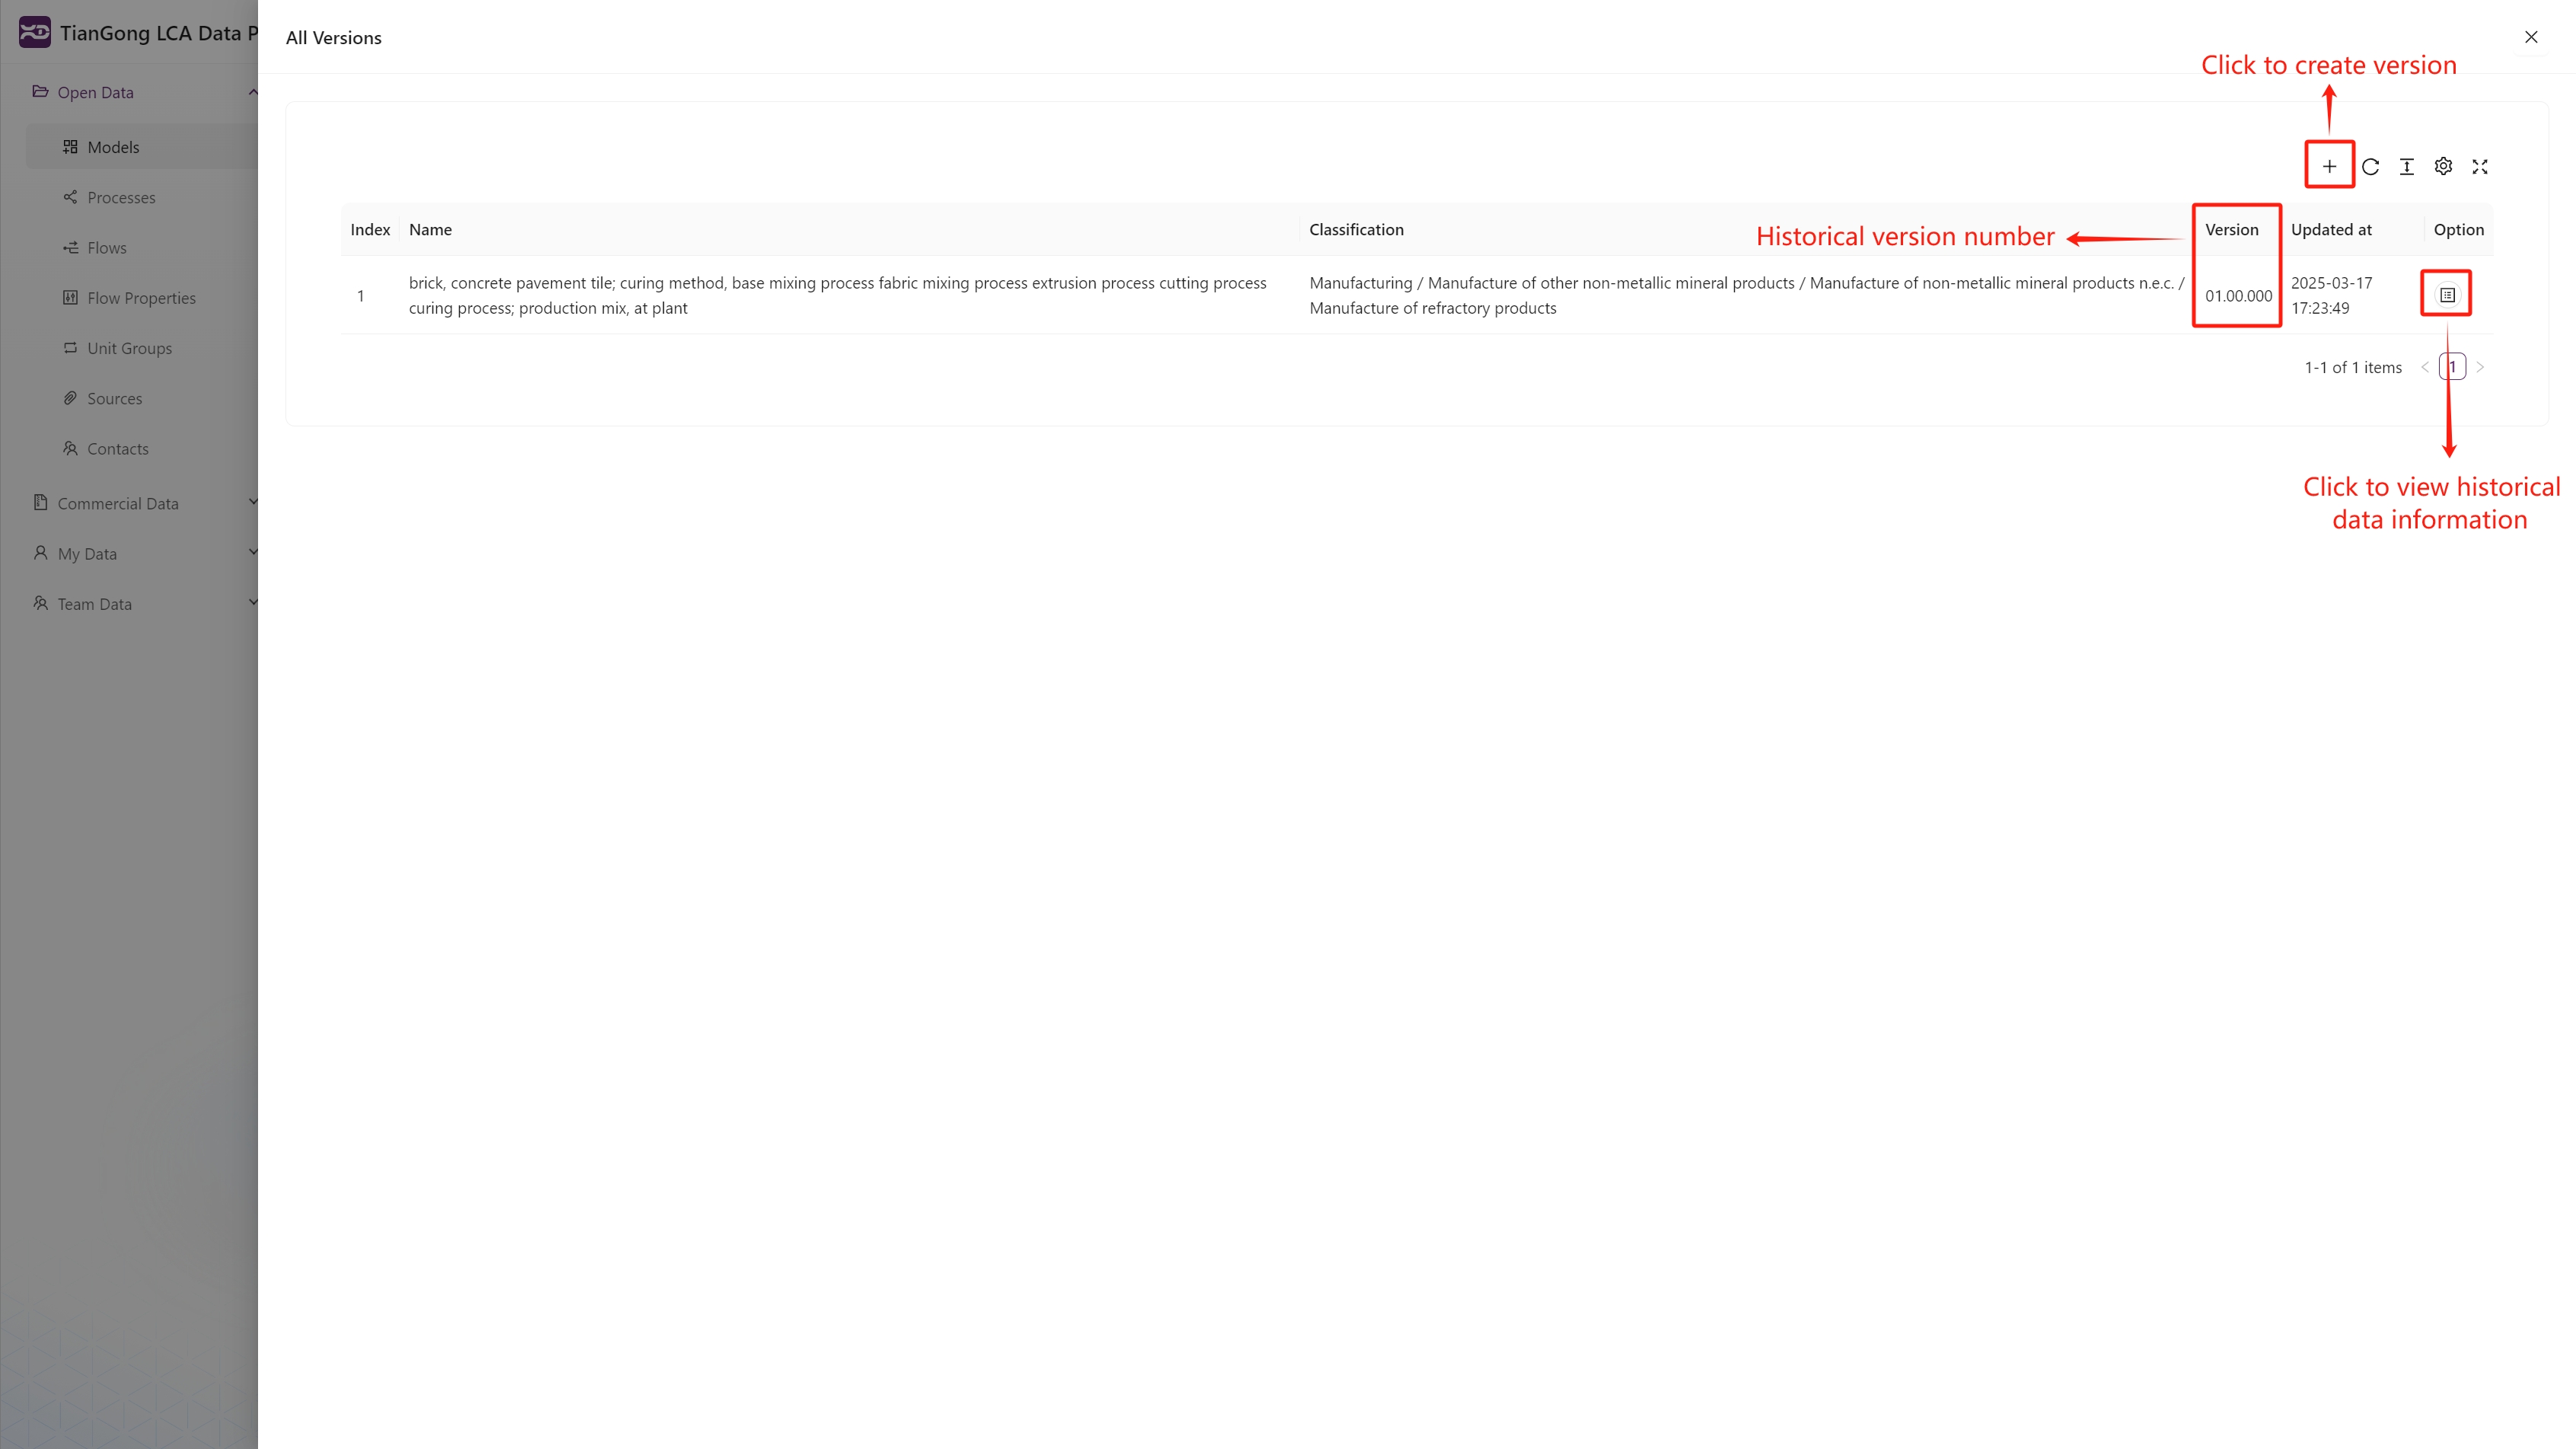 TianGong LCA Data P
All Versions
Click to create version
Open Data
Models
Processes
Flows
Flow Properties
Unit Groups
Sources
Contacts
Commercial Data
My Data
Team Data
Index Name Classification Historical version number Version Updated at Option
1
brick, concrete pavement tile; curing method, base mixing process fabric mixing process extrusion process cutting process
curing process; production mix, at plant
Manufacturing / Manufacture of other non-metallic mineral products / Manufacture of non-metallic mineral products n.e.c. /
Manufacture of refractory products
01.00.000
2025-03-17
17:23:49
1-1 of 1 items < 1 >
Click to view historical
data information